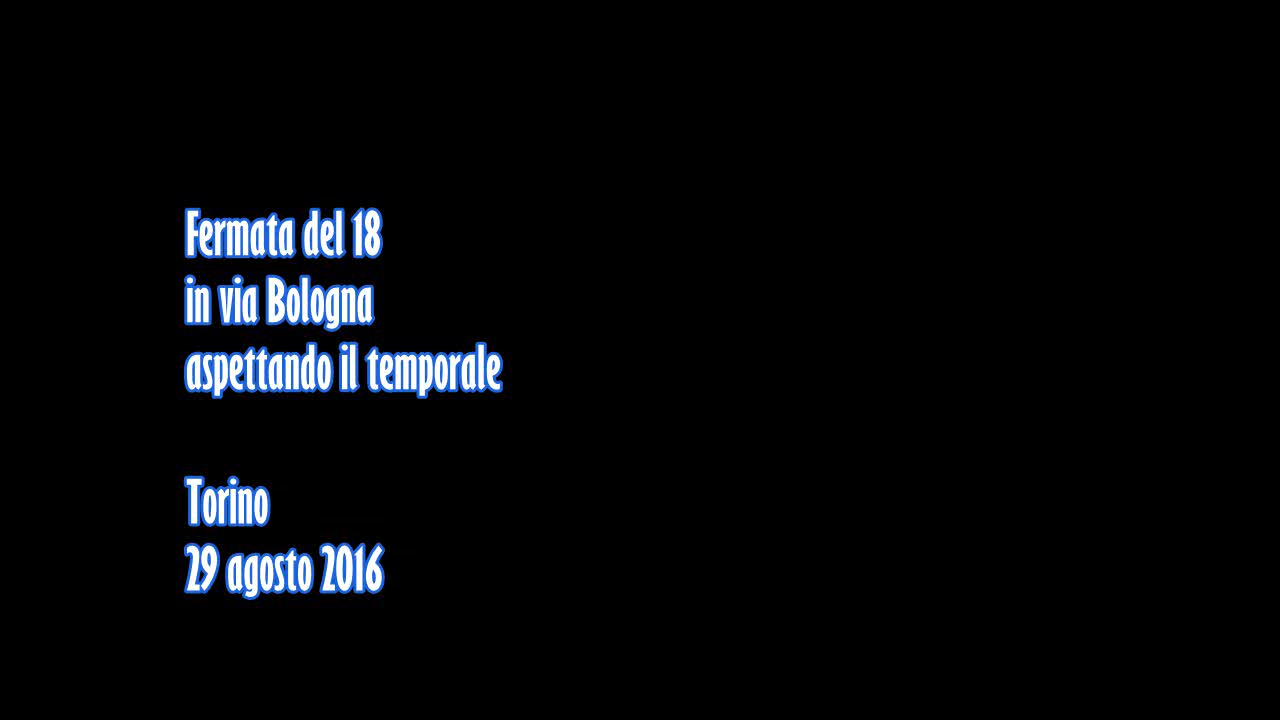 Fermata del 18
in via Bologna
aspettando il temporale
Torino
29 agosto 2016